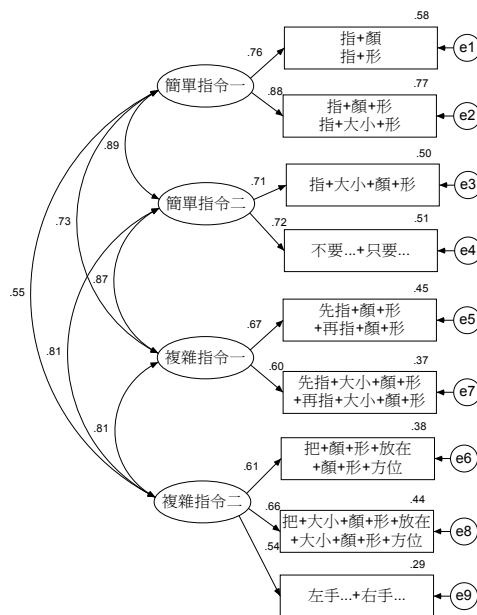 .58
.76
指+顏
指+形
e1
簡單指令一
.77
.88
指+顏+形
指+大小+形
e2
.89
.50
.71
指+大小+顏+形
e3
簡單指令二
.51
.72
不要...+只要...
e4
.73
.55
.87
.45
.67
先指+顏+形
+再指+顏+形
e5
.81
複雜指令一
.37
.60
先指+大小+顏+形
+再指+大小+顏+形
e7
.81
.38
.61
把+顏+形+放在
+顏+形+方位
e6
複雜指令二
.44
.66
把+大小+顏+形+放在
+大小+顏+形+方位
e8
.54
.29
左手...+右手...
e9